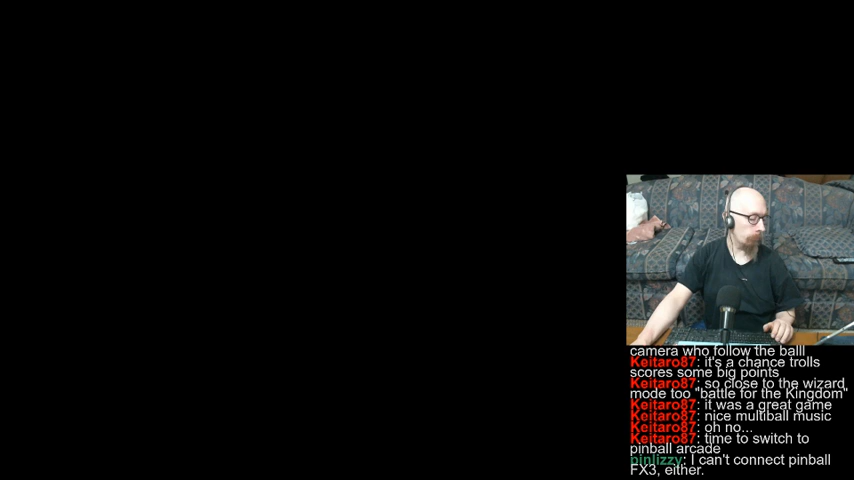 camera who follow the balll
Keitaro87: it's a chance trolls
scores some big points
Keitaro87: so close to the wizard
mode too "battle for the Kingdom"
Keitaro87: it was a great game
Keitaro87: nice multiball music
Keitaro87: oh no...
Keitaro87: time to switch to
pinball arcade
pinlizzy: I can't connect pinball
FX3, either.